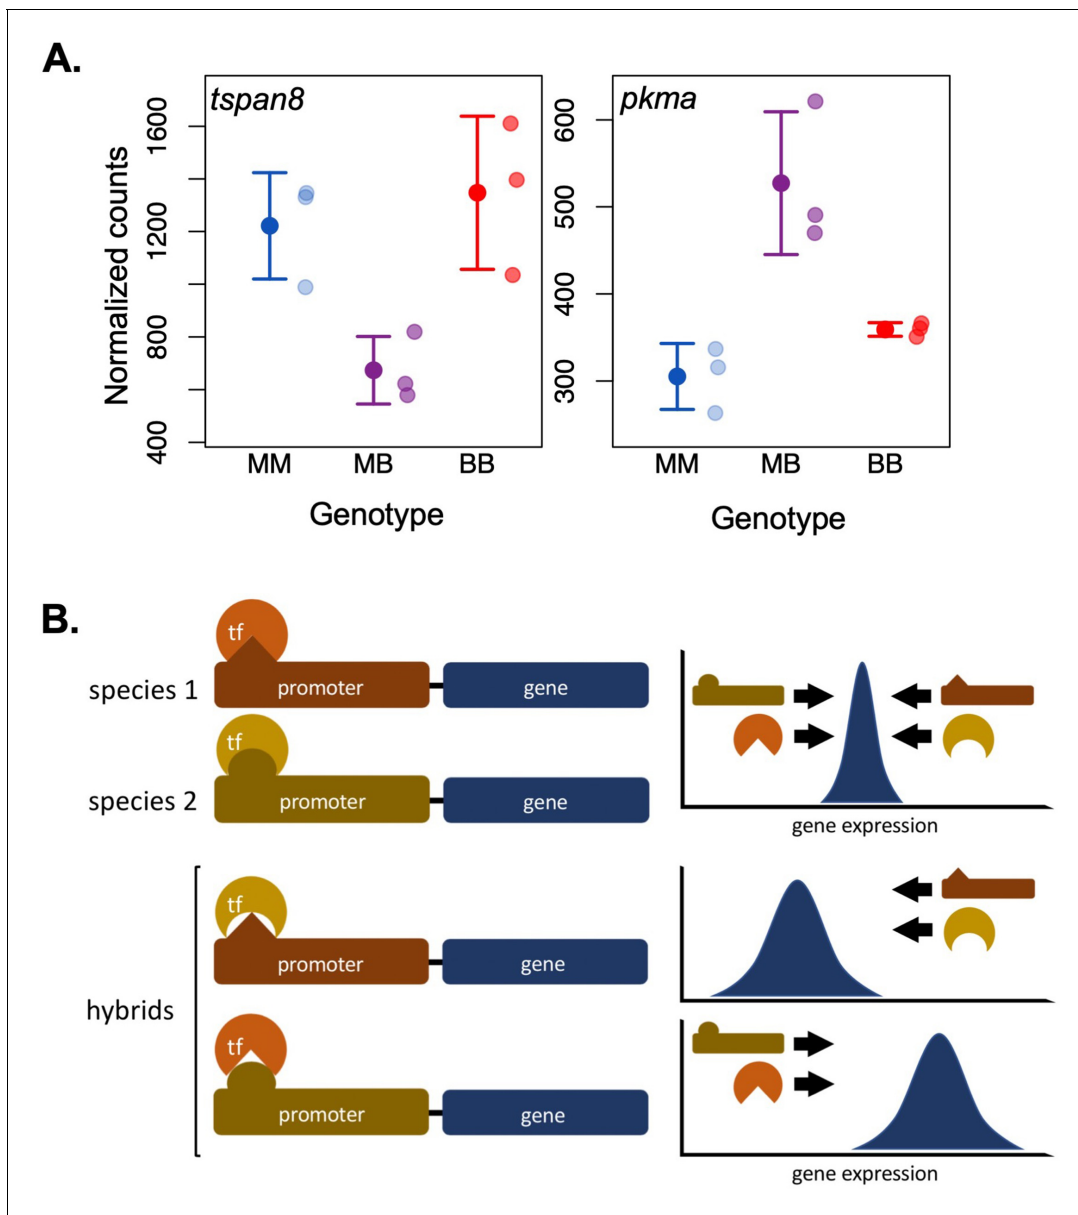 A.
tspan8
pkma
Normalized counts
1600
1200
800
400
600
500
400
300
MM
MB
BB
MM
MB
BB
Genotype
Genotype
B.
tf
species 1
promoter
gene
tf
species 2
promoter
gene
gene expression
hybrids
tf
promoter
gene
tf
promoter
gene
gene expression